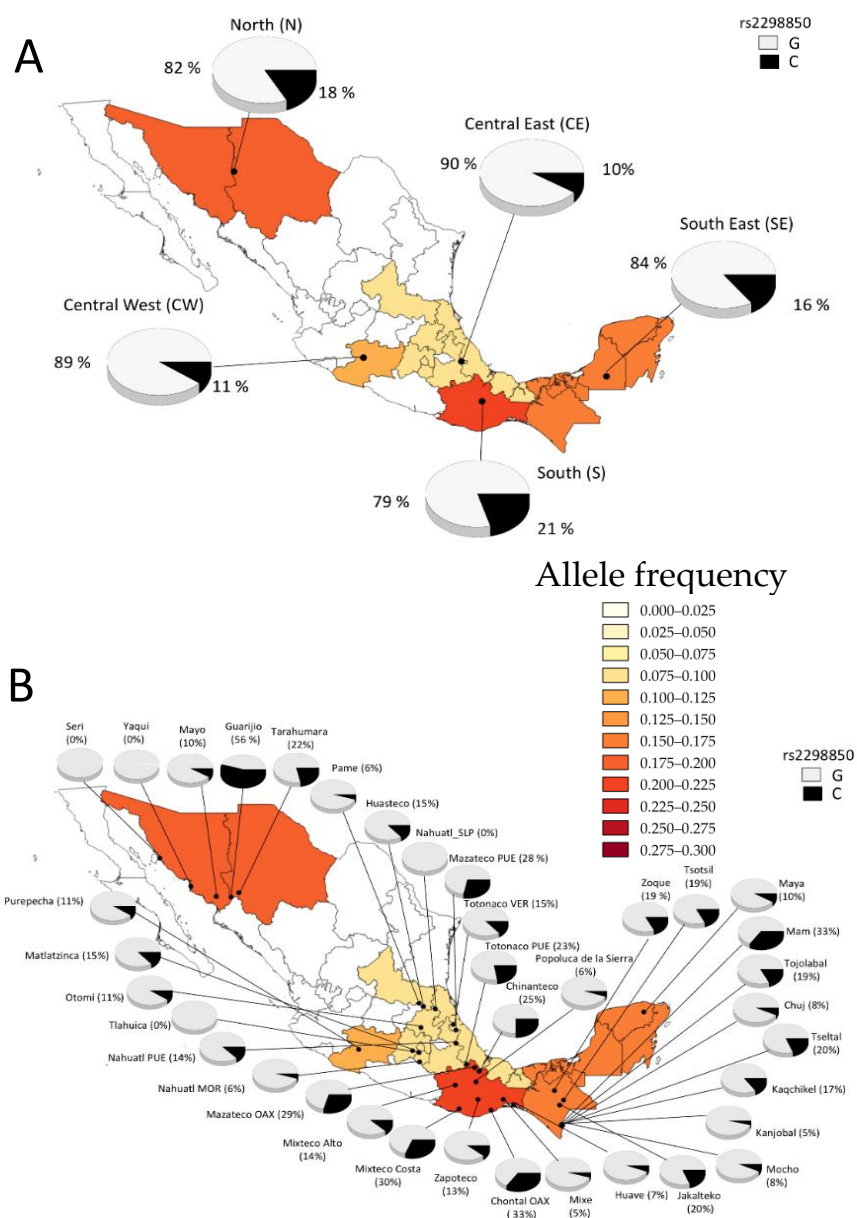 A
North (N)
82 %
18 %
rs2298850
G
C
Central East (CE)
90 %
10%
South East (SE)
84 %
16 %
Central West (CW)
89 %
11 %
South (S)
79 %
21 %
Allele frequency
0.000–0.025
0.025–0.050
0.050–0.075
0.075–0.100
0.100–0.125
0.125–0.150
0.150–0.175
0.175–0.200
0.200–0.225
0.225–0.250
0.250–0.275
0.275–0.300
B
rs2298850
G
C
Seri
(0%)
Yaqui
(0%)
Mayo
(10%)
Guarijio
(56 %)
Tarahumara
(22%)
Pame (6%)
Huasteco (15%)
Nahuatl_SLP (0%)
Mazateco PUE (28 %)
Totonaco VER (15%)
Totonaco PUE (23%)
Popoluca de la Sierra
(6%)
Chinanteco
(25%)
Zoque
(19 %)
Tsotsil
(19%)
Maya
(10%)
Mam (33%)
Tojolabal
(19%)
Chuj (8%)
Tseltal
(20%)
Kaqchikel (17%)
Kanjobal (5%)
Mocho
(8%)
Jakalteko
(20%)
Huave (7%)
Mixe
(5%)
Chontal OAX
( 33%)
Zapoteco
(13%)
Mixteco Costa
(30%)
Mixteco Alto
(14%)
Mazateco OAX (29%)
Nahuatl MOR (6%)
Nahuatl PUE (14%)
Tlahuica (0%)
Otomi (11%)
Matlatzinca (15%)
Purepecha (11%)